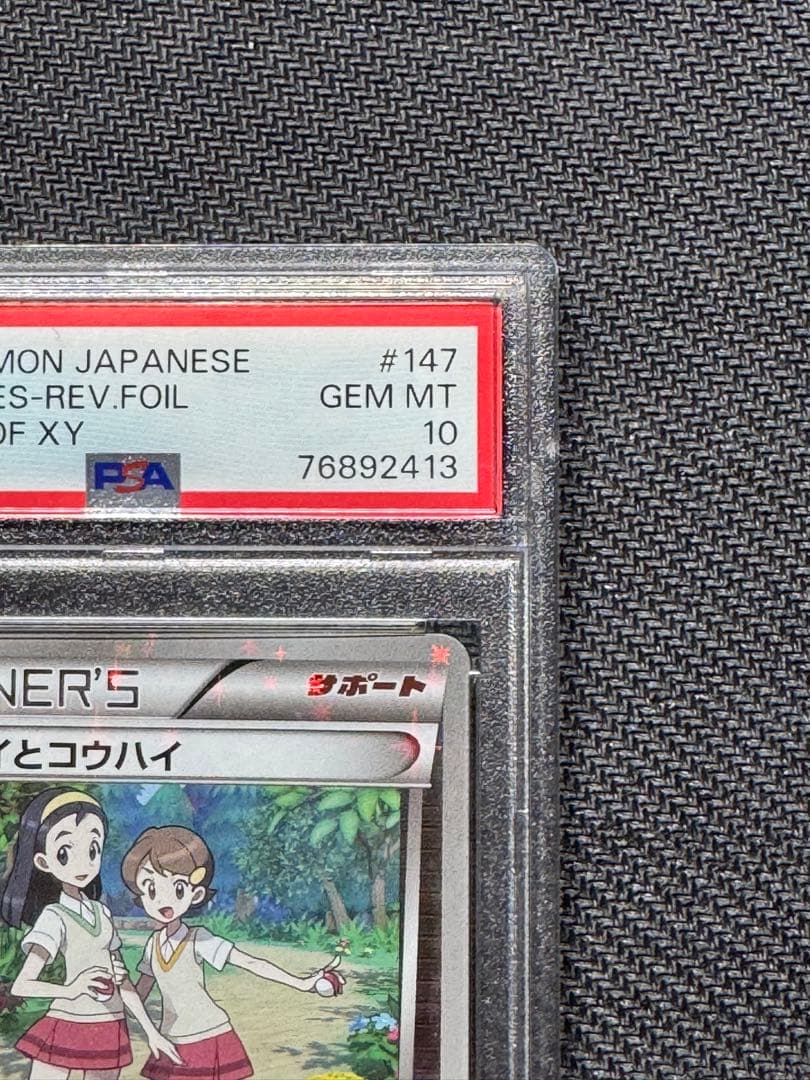 MON JAPANESE #147
ES-REV.FOIL GEM MT
OF XY 10
PSA 76892413
NER'S サポート
イとコウハイ